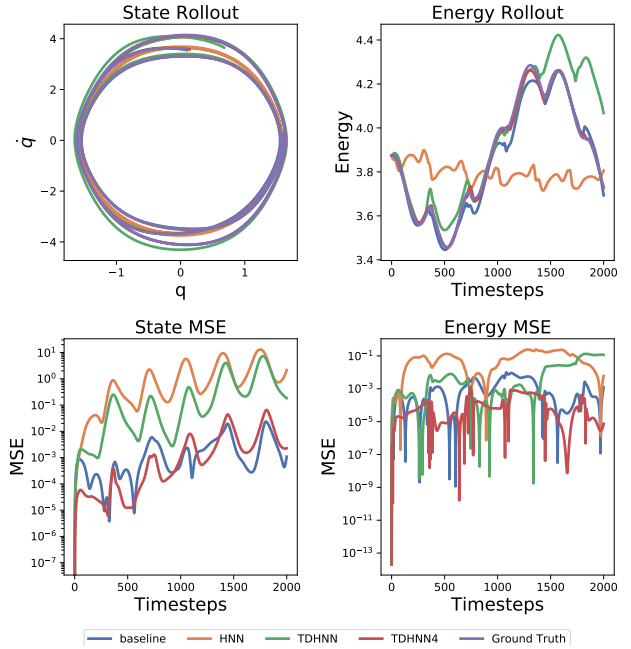 State Rollout
4
2
0
−2
−4
q̇
−1
0
1
q
Energy Rollout
4.4
4.2
4.0
3.8
3.6
3.4
Energy
0
500
1000
1500
2000
Timesteps
State MSE
10^1
10^0
10^−1
10^−2
10^−3
10^−4
10^−5
10^−6
10^−7
MSE
0
500
1000
1500
2000
Timesteps
Energy MSE
10^−1
10^−3
10^−5
10^−7
10^−9
10^−11
10^−13
MSE
0
500
1000
1500
2000
Timesteps
baseline
HNN
TDHNN
TDHNN4
Ground Truth